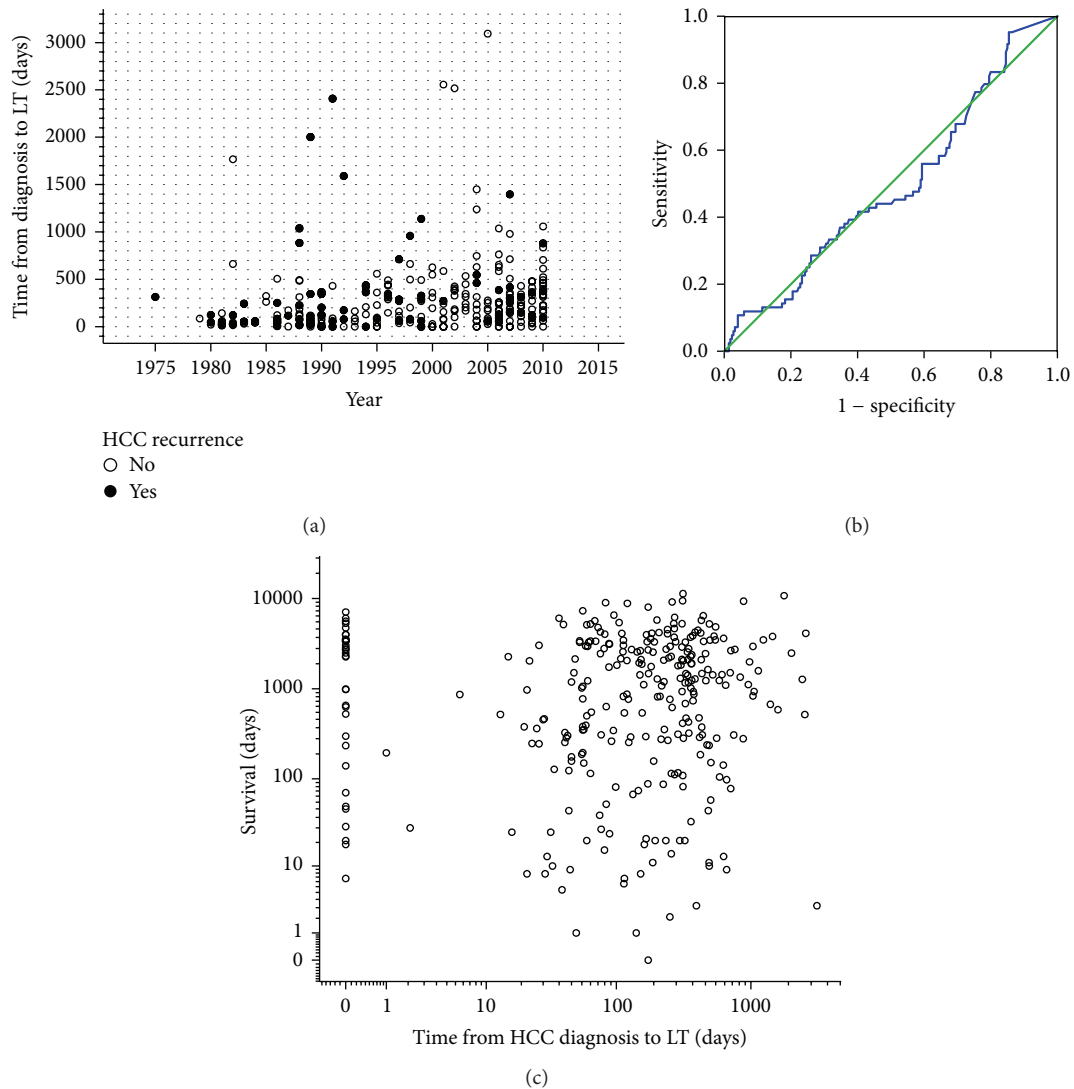 3000
2500
2000
1500
1000
500
0
Time from diagnosis to LT (days)
1975 1980 1985 1990 1995 2000 2005 2010 2015
Year
HCC recurrence
No
Yes
(a)
1.0
0.8
0.6
0.4
0.2
0.0
Sensitivity
0.0 0.2 0.4 0.6 0.8 1.0
1 − specificity
(b)
10000
1000
100
10
1
0
Survival (days)
0 1 10 100 1000
Time from HCC diagnosis to LT (days)
(c)